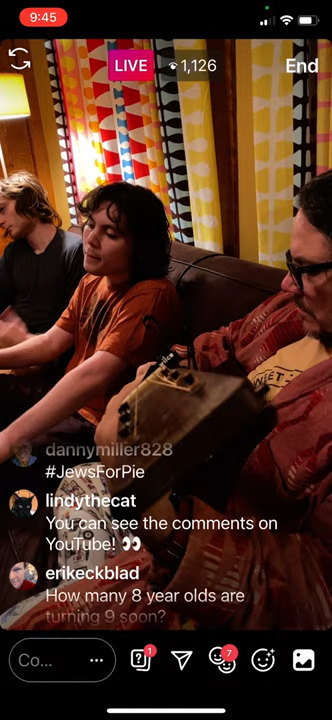 9:45
LIVE
1,126
End
dannymiller828
#JewsForPie
lindythecat
You can see the comments on
YouTube! 👀
erikeckblad
How many 8 year olds are
turning 9 soon?
Co...
1
7